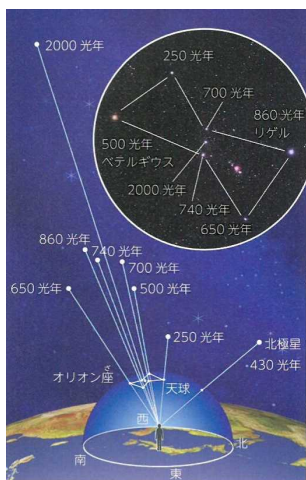 2000 光年
250 光年
700 光年
860 光年
リゲル
500 光年
ベテルギウス
2000 光年
740 光年
650 光年
860 光年
740 光年
700 光年
650 光年
500 光年
250 光年
北極星
430 光年
オリオン座
ざ
天球
西
南
北
東